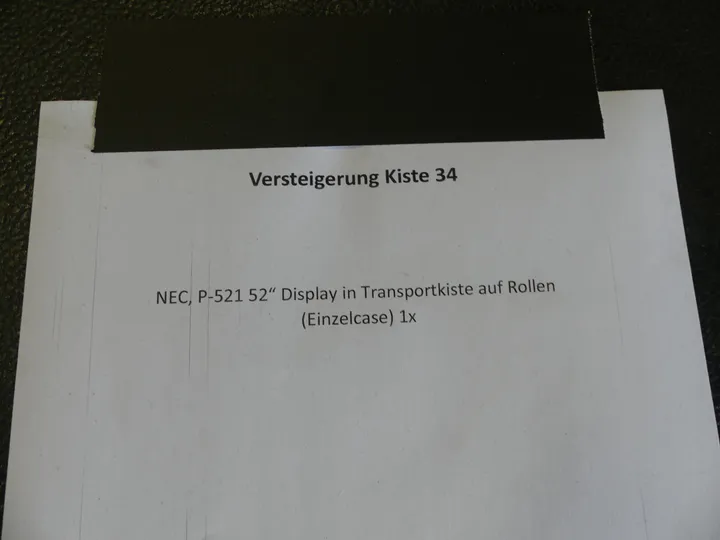 Versteigerung Kiste 34
NEC, P-521 52“ Display in Transportkiste auf Rollen
(Einzelcase) 1x